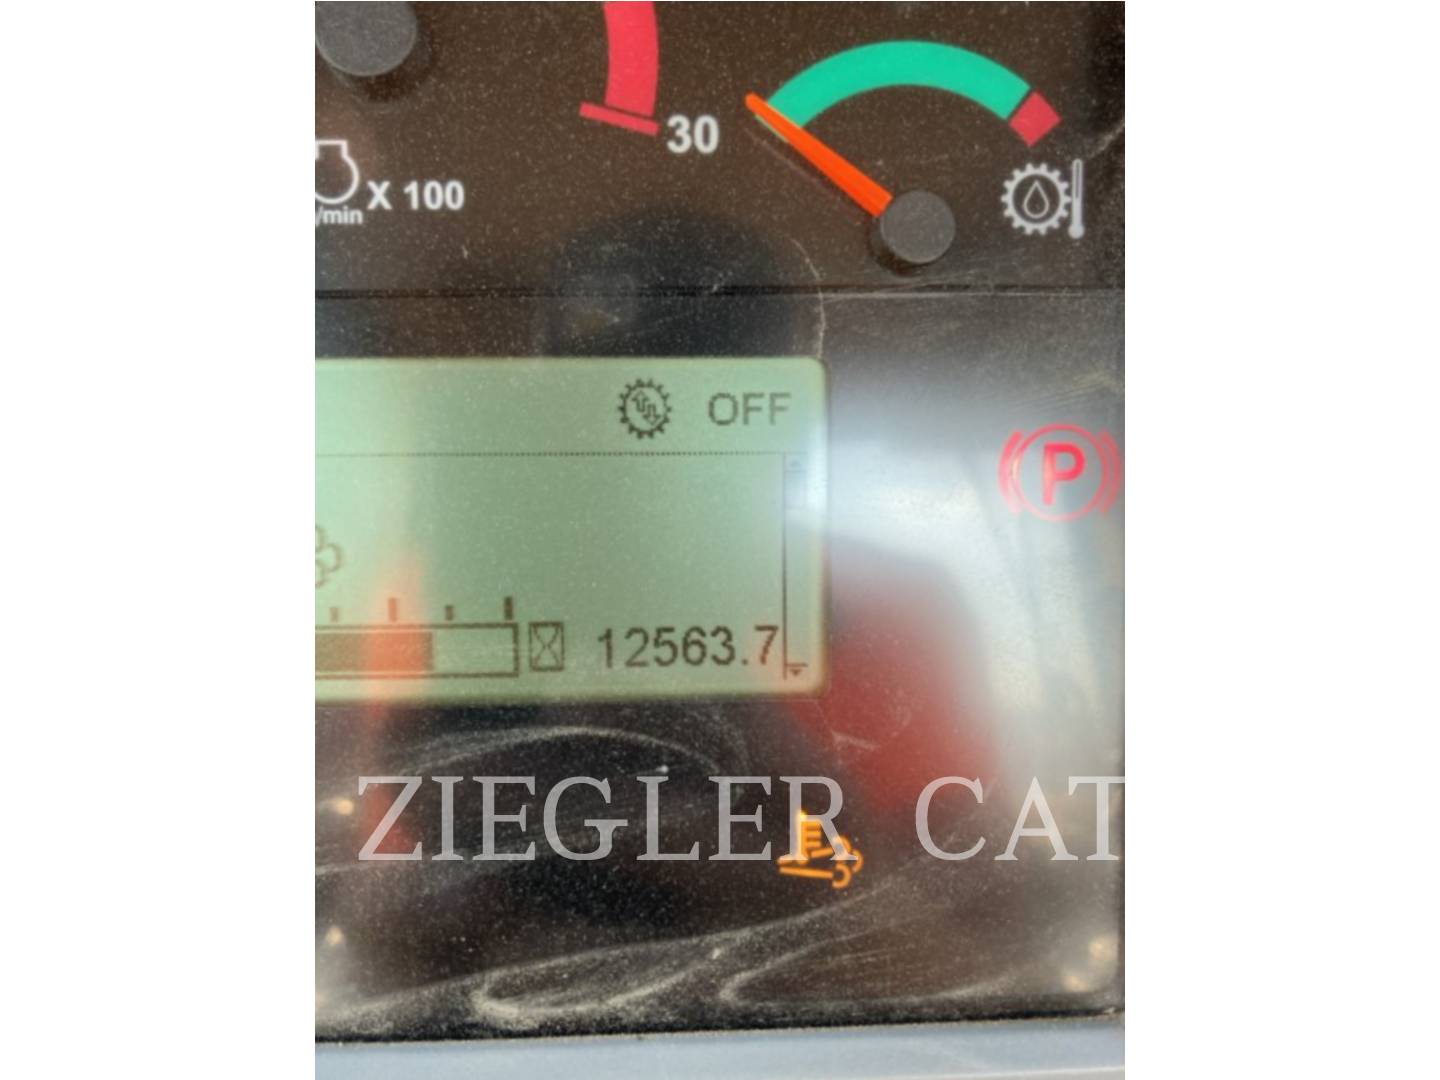 30
X 100
/min
OFF
P
12563.7
ZIEGLER CAT